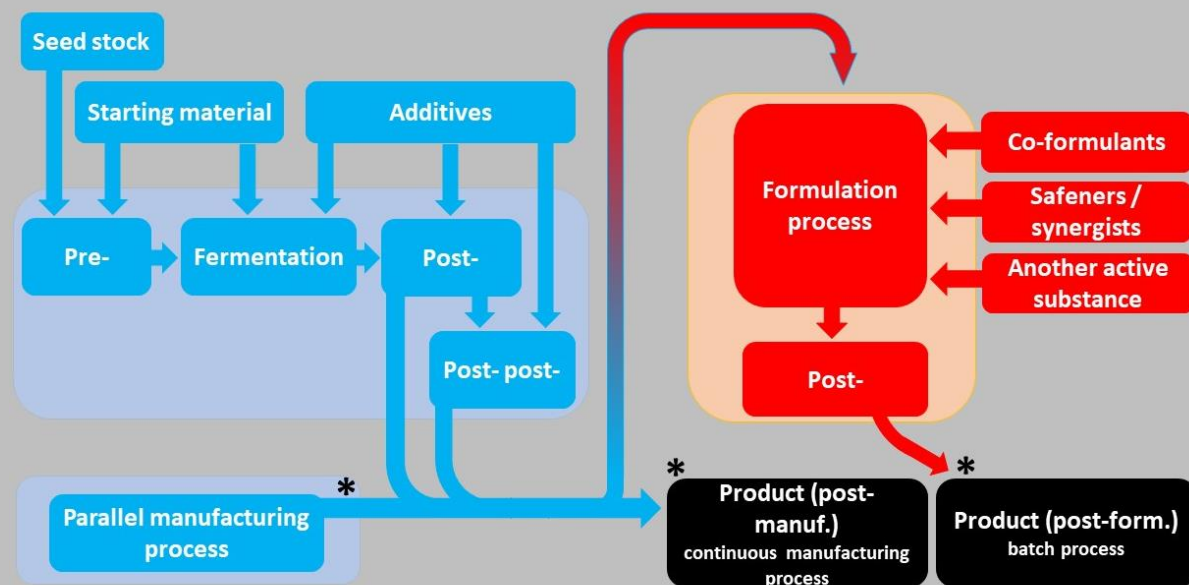 Seed stock
Starting material
Additives
Pre-
Fermentation
Post-
Post- post-
Parallel manufacturing
process
*
Formulation
process
Co-formulants
Safeners /
synergists
Another active
substance
Post-
*
Product (post-
manuf.)
continuous manufacturing
process
*
Product (post-form.)
batch process